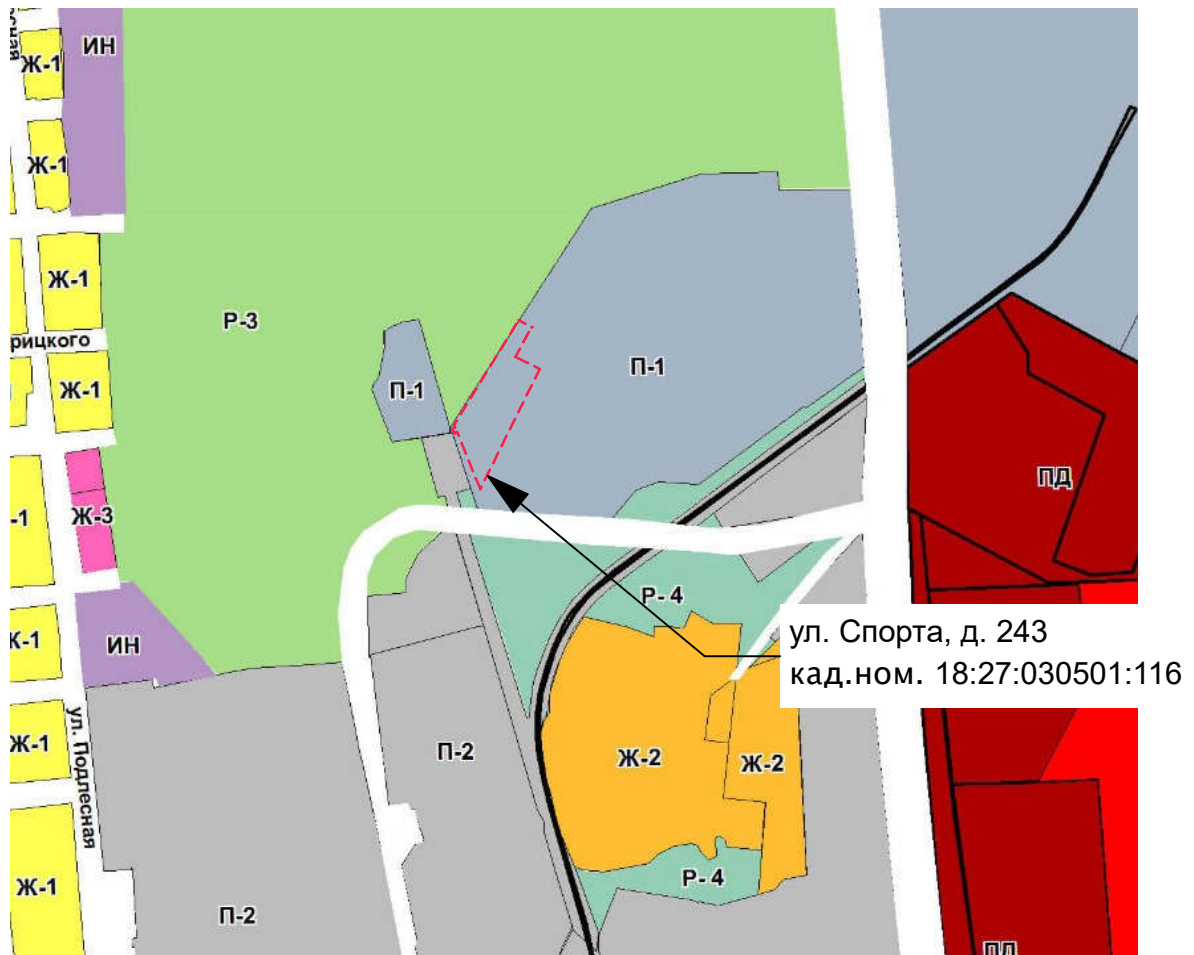 ИН
Ж-1
Ж-1
Ж-1
Р-3
рицкого
П-1
П-1
Ж-1
ПД
-1
Ж-3
Р- 4
ул. Спорта, д. 243
К-1
ИН
кад.ном. 18:27:030501:116
ул. Подлесная
Ж-1
П-2
Ж-2
Ж-2
Р- 4
Ж-1
П-2